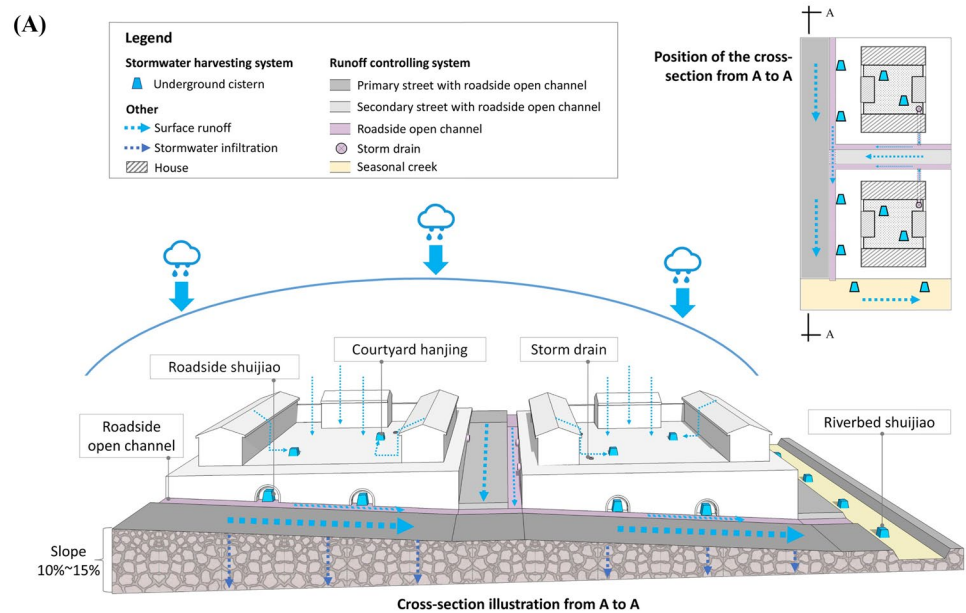 (A)
Legend
Stormwater harvesting system
Underground cistern
Other
Surface runoff
Stormwater infiltration
House
Runoff controlling system
Primary street with roadside open channel
Secondary street with roadside open channel
Roadside open channel
Storm drain
Seasonal creek
A
Position of the cross-
section from A to A
A
Roadside shuijiao
Courtyard hanjing
Storm drain
Roadside
open channel
Riverbed shuijiao
Slope
10%~15%
Cross-section illustration from A to A